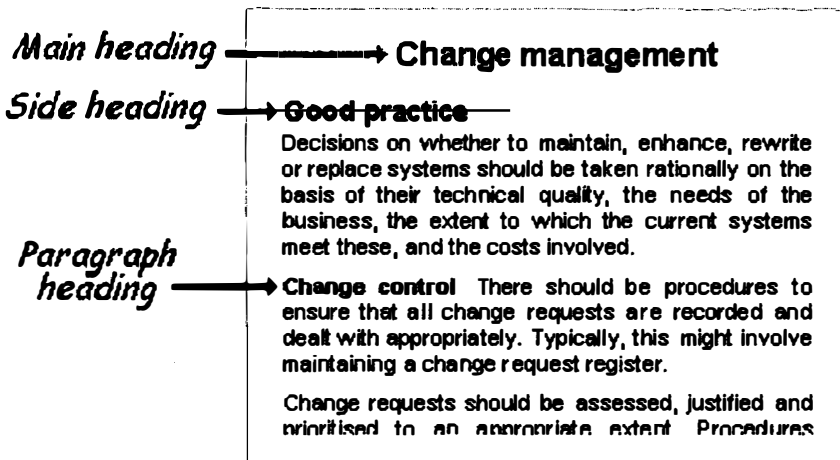 Main heading
Change management
Side heading
Good practice
Decisions on whether to maintain, enhance, rewrite
or replace systems should be taken rationally on the
basis of their technical quality, the needs of the
business, the extent to which the current systems
meet these, and the costs involved.
Paragraph
heading
Change control There should be procedures to
ensure that all change requests are recorded and
dealt with appropriately. Typically, this might involve
maintaining a change request register.
Change requests should be assessed, justified and
prioritised to an appropriate extent Procedures